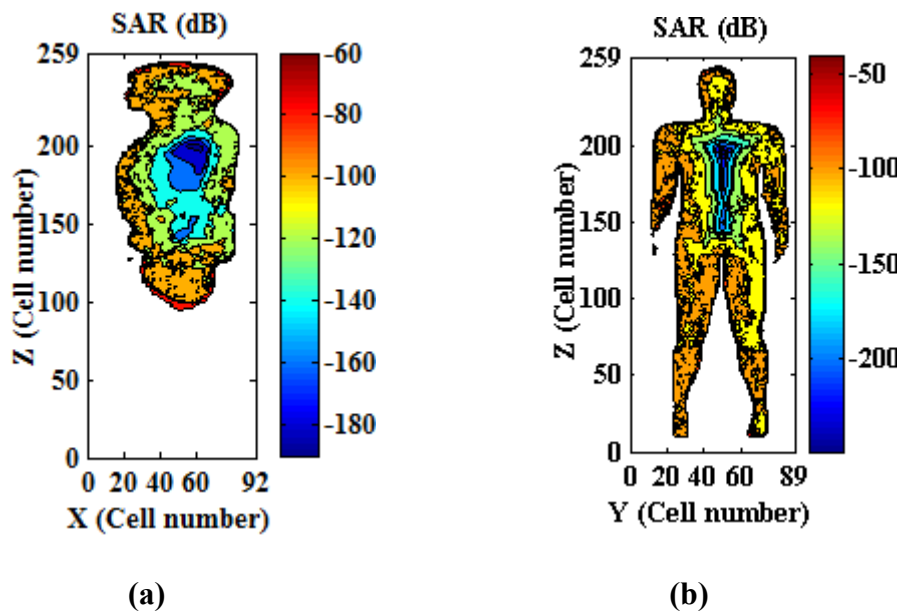 SAR (dB)
259
200
150
100
50
0
0 20 40 60 92
X (Cell number)
Z (Cell number)
-60
-80
-100
-120
-140
-160
-180
(a)
SAR (dB)
259
200
150
100
50
0
0 20 40 60 89
Y (Cell number)
Z (Cell number)
-50
-100
-150
-200
(b)